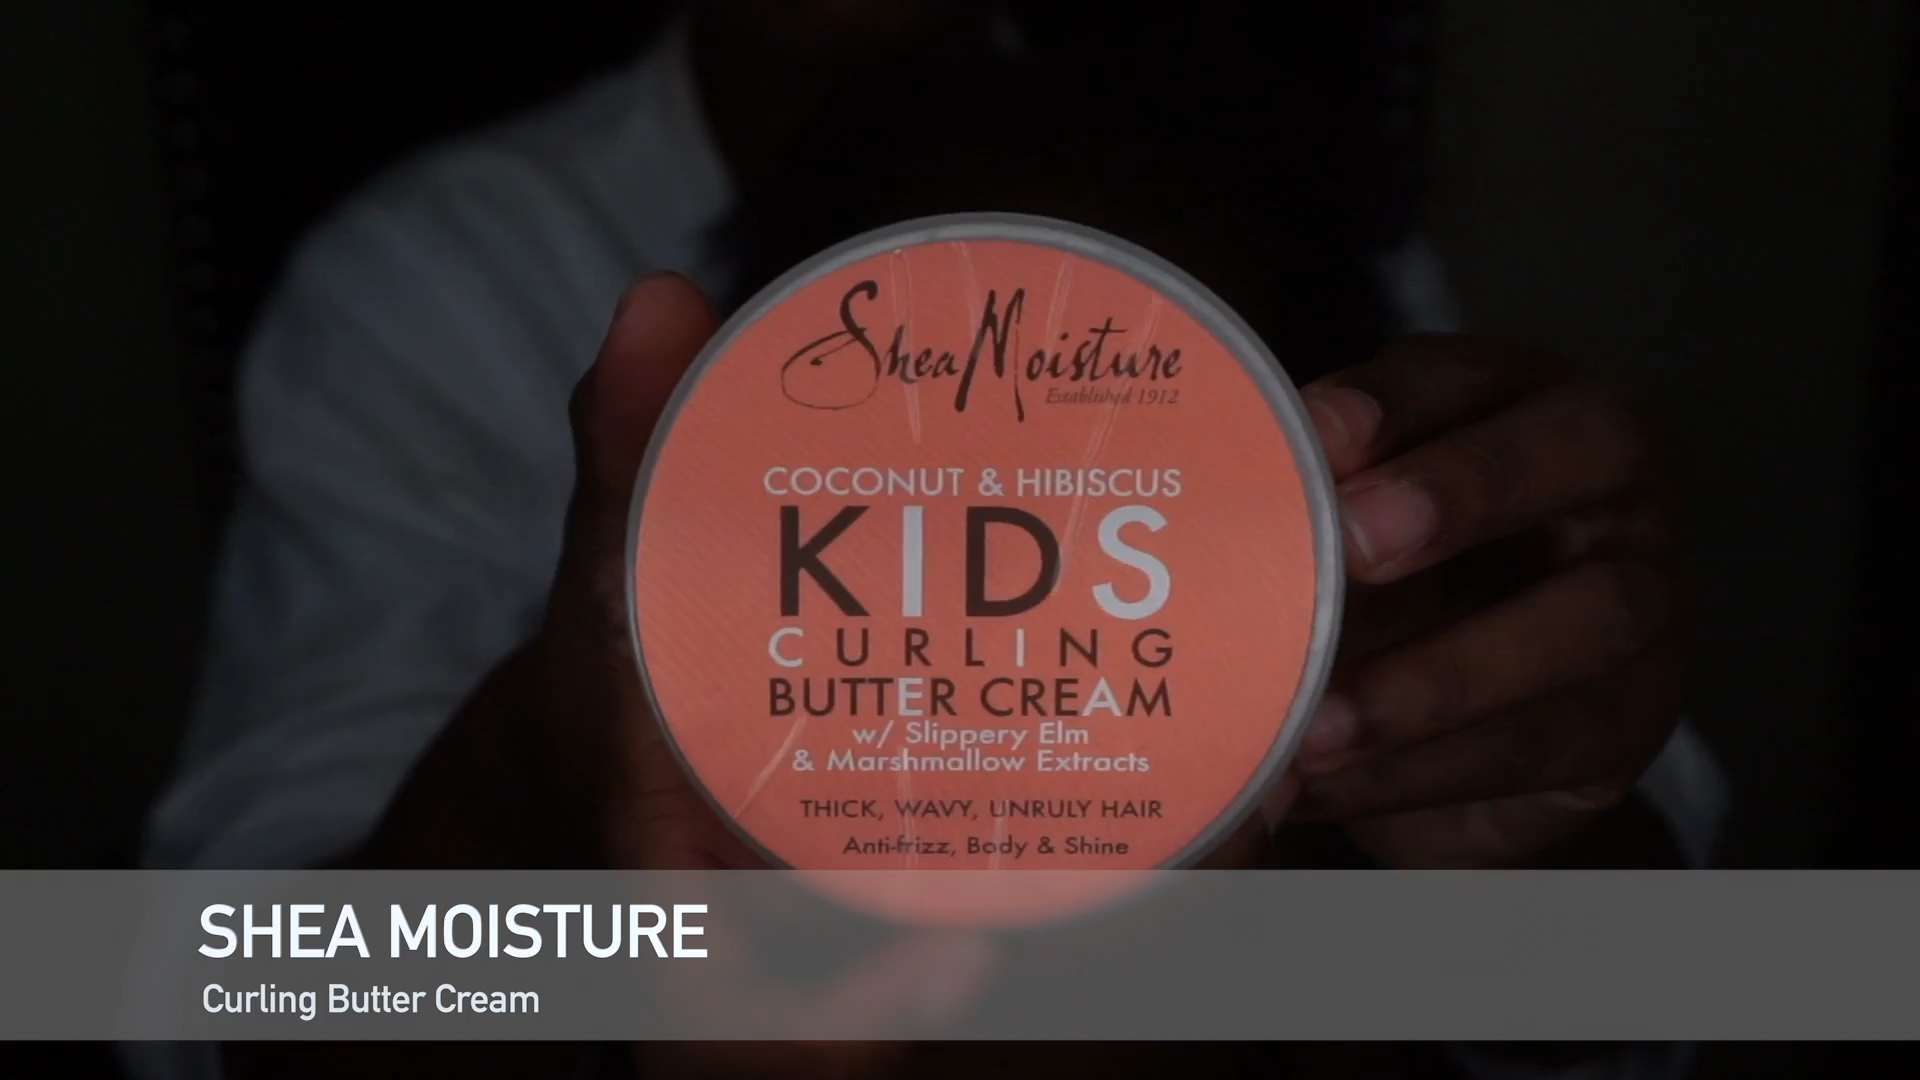 SheaMoisture
Established 1912
COCONUT & HIBISCUS
KIDS
CURLING
BUTTER CREAM
w/ Slippery Elm
& Marshmallow Extracts
THICK, WAVY, UNRULY HAIR
Anti-frizz, Body & Shine
SHEA MOISTURE
Curling Butter Cream